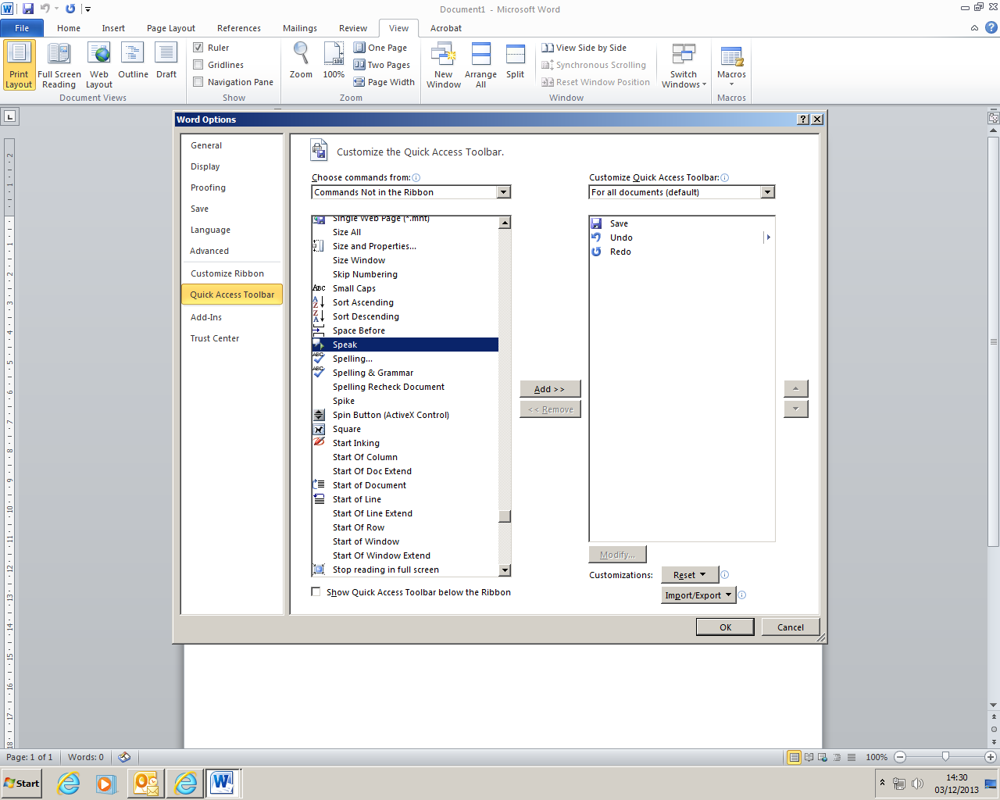 Document1 - Microsoft Word
File Home Insert Page Layout References Mailings Review View Acrobat
Print Layout
Full Screen Reading
Web Layout
Outline
Draft
Document Views
Ruler
Gridlines
Navigation Pane
Show
Zoom
100%
One Page
Two Pages
Page Width
Zoom
New Window
Arrange All
Split
View Side by Side
Synchronous Scrolling
Reset Window Position
Window
Switch Windows
Macros
Macros
Word Options
General
Display
Proofing
Save
Language
Advanced
Customize Ribbon
Quick Access Toolbar
Add-Ins
Trust Center
Customize the Quick Access Toolbar.
Choose commands from:
Commands Not in the Ribbon
Single Web Page (*.mht)
Size All
Size and Properties...
Size Window
Skip Numbering
Small Caps
Sort Ascending
Sort Descending
Space Before
Speak
Spelling...
Spelling & Grammar
Spelling Recheck Document
Spike
Spin Button (ActiveX Control)
Square
Start Inking
Start Of Column
Start Of Doc Extend
Start of Document
Start of Line
Start Of Line Extend
Start Of Row
Start of Window
Start Of Window Extend
Stop reading in full screen
Show Quick Access Toolbar below the Ribbon
Add >>
<< Remove
Customize Quick Access Toolbar:
For all documents (default)
Save
Undo
Redo
Modify...
Customizations: Reset
Import/Export
OK Cancel
Page: 1 of 1 Words: 0 100%
Start
14:30
03/12/2013